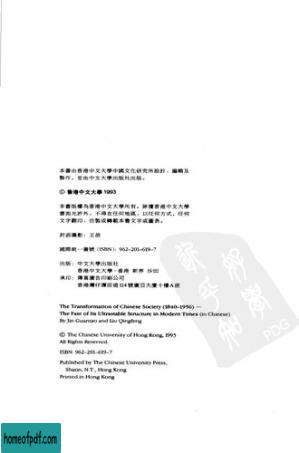 本書由香港中文大學中國文化研究所設計、編輯及
製作，並由中文大學出版社出版。
© 香港中文大學 1993
本書版權為香港中文大學所有。除獲香港中文大學
書面允許外，不得在任何地區，以任何方式，任何
文字翻印、仿製或轉載本書文字或圖表。
封面攝影：王苗
國際統一書號 (ISBN)：962-201-619-7
出版：中文大學出版社
香港中文大學·香港 新界 沙田
承印：
The Transformation of Chinese Society (1840-1956) —
The Fate of Its Ultrastable Structure in Modern Times (in Chinese)
By Jin Guantao and Liu Qingfeng
© The Chinese University of Hong Kong, 1993
All Rights Reserved.
ISBN 962-201-619-7
Published by The Chinese University Press,
Shatin, N.T., Hong Kong
Printed in Hong Kong
PDG
homeofpdf.com